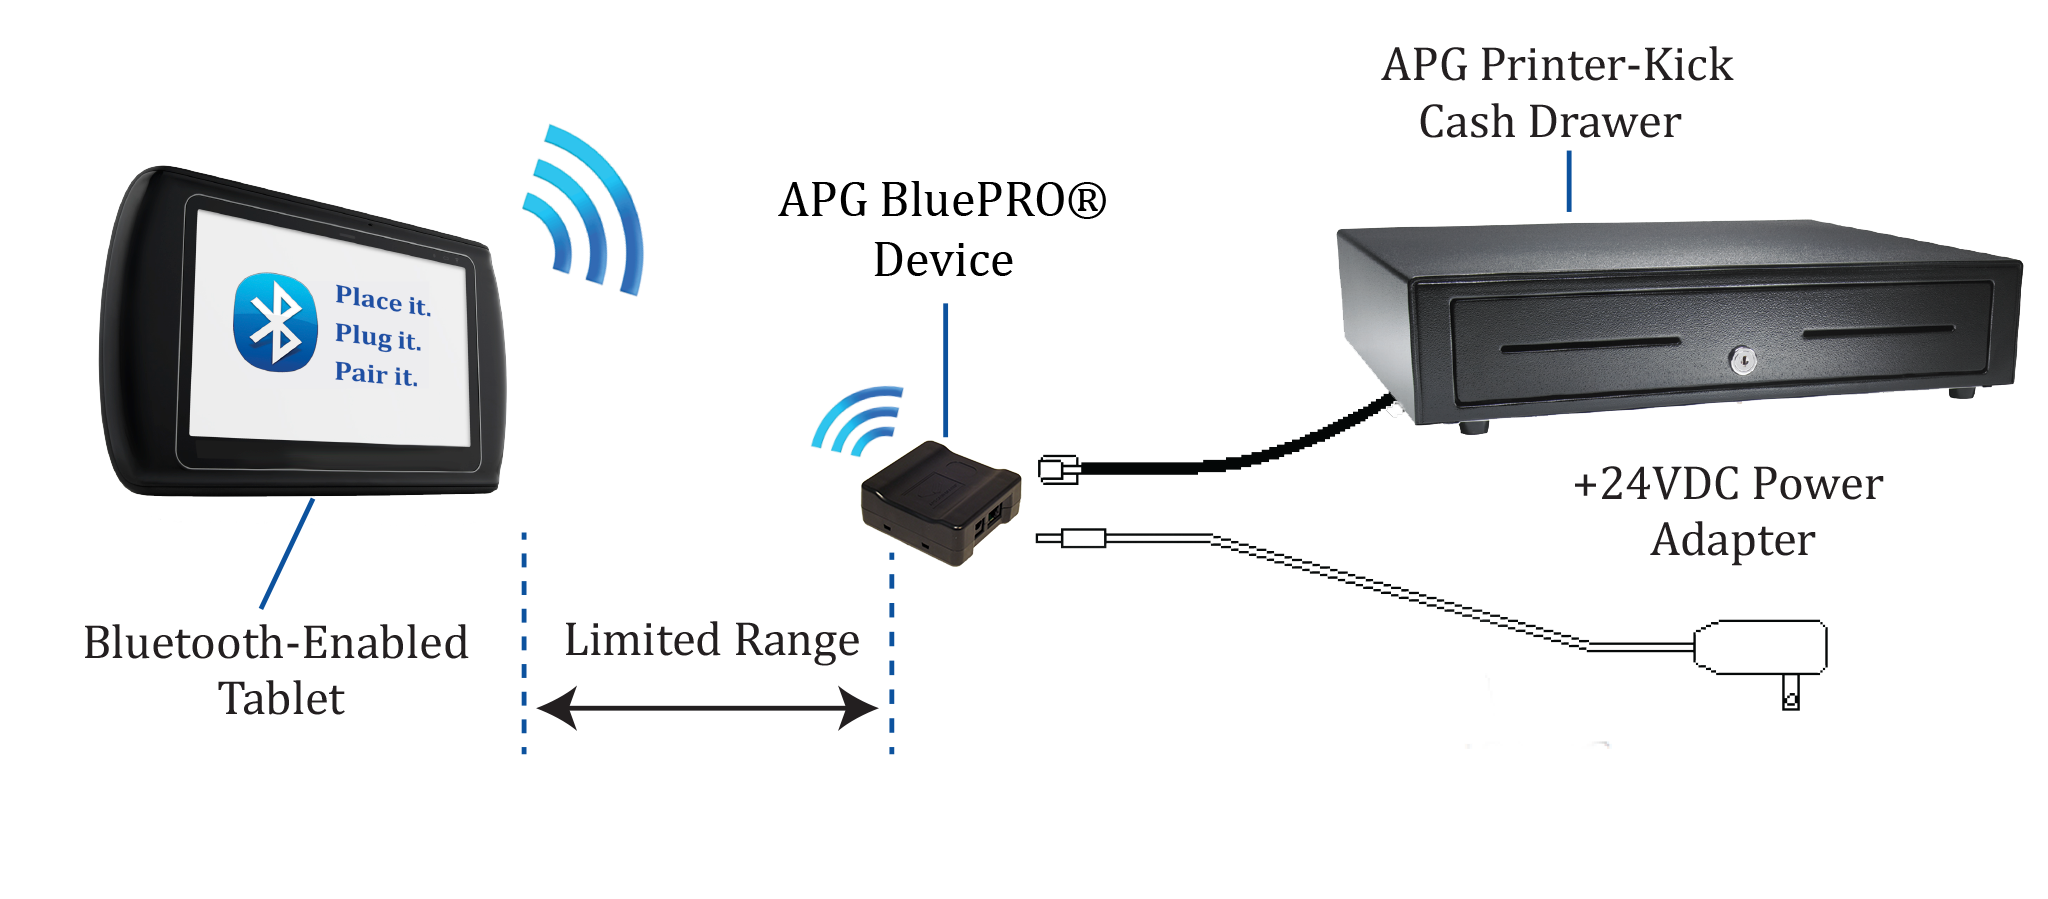 APG Printer-Kick
Cash Drawer
APG BluePRO®
Device
Place it.
Plug it.
Pair it.
+24VDC Power
Adapter
Bluetooth-Enabled
Tablet
Limited Range